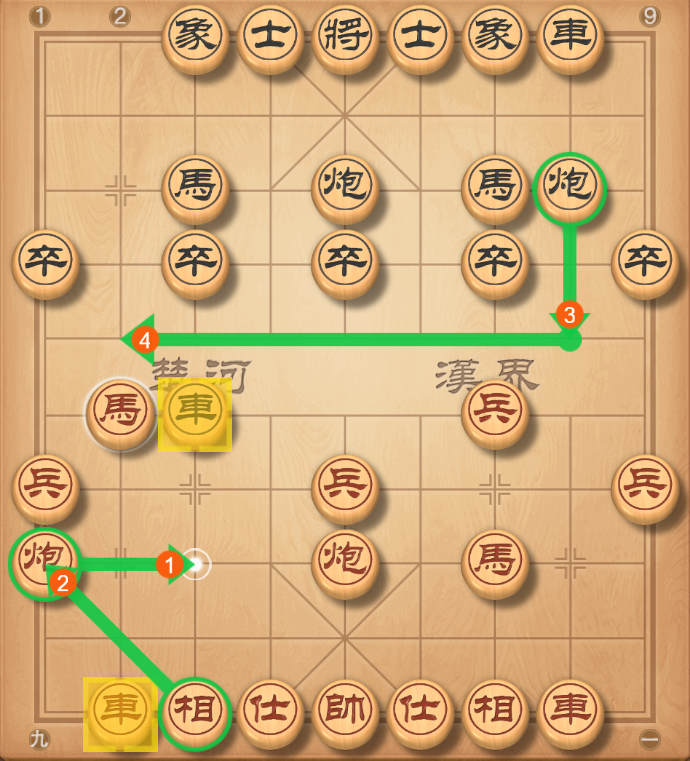 1 2 象 士 將 士 象 車 9
馬 炮 馬 炮
卒 卒 卒 卒 卒
3
4
楚河 漢界
馬 車 兵
兵 兵 兵
炮 1 炮 馬
2
車 相 仕 帥 仕 相 車
九 一